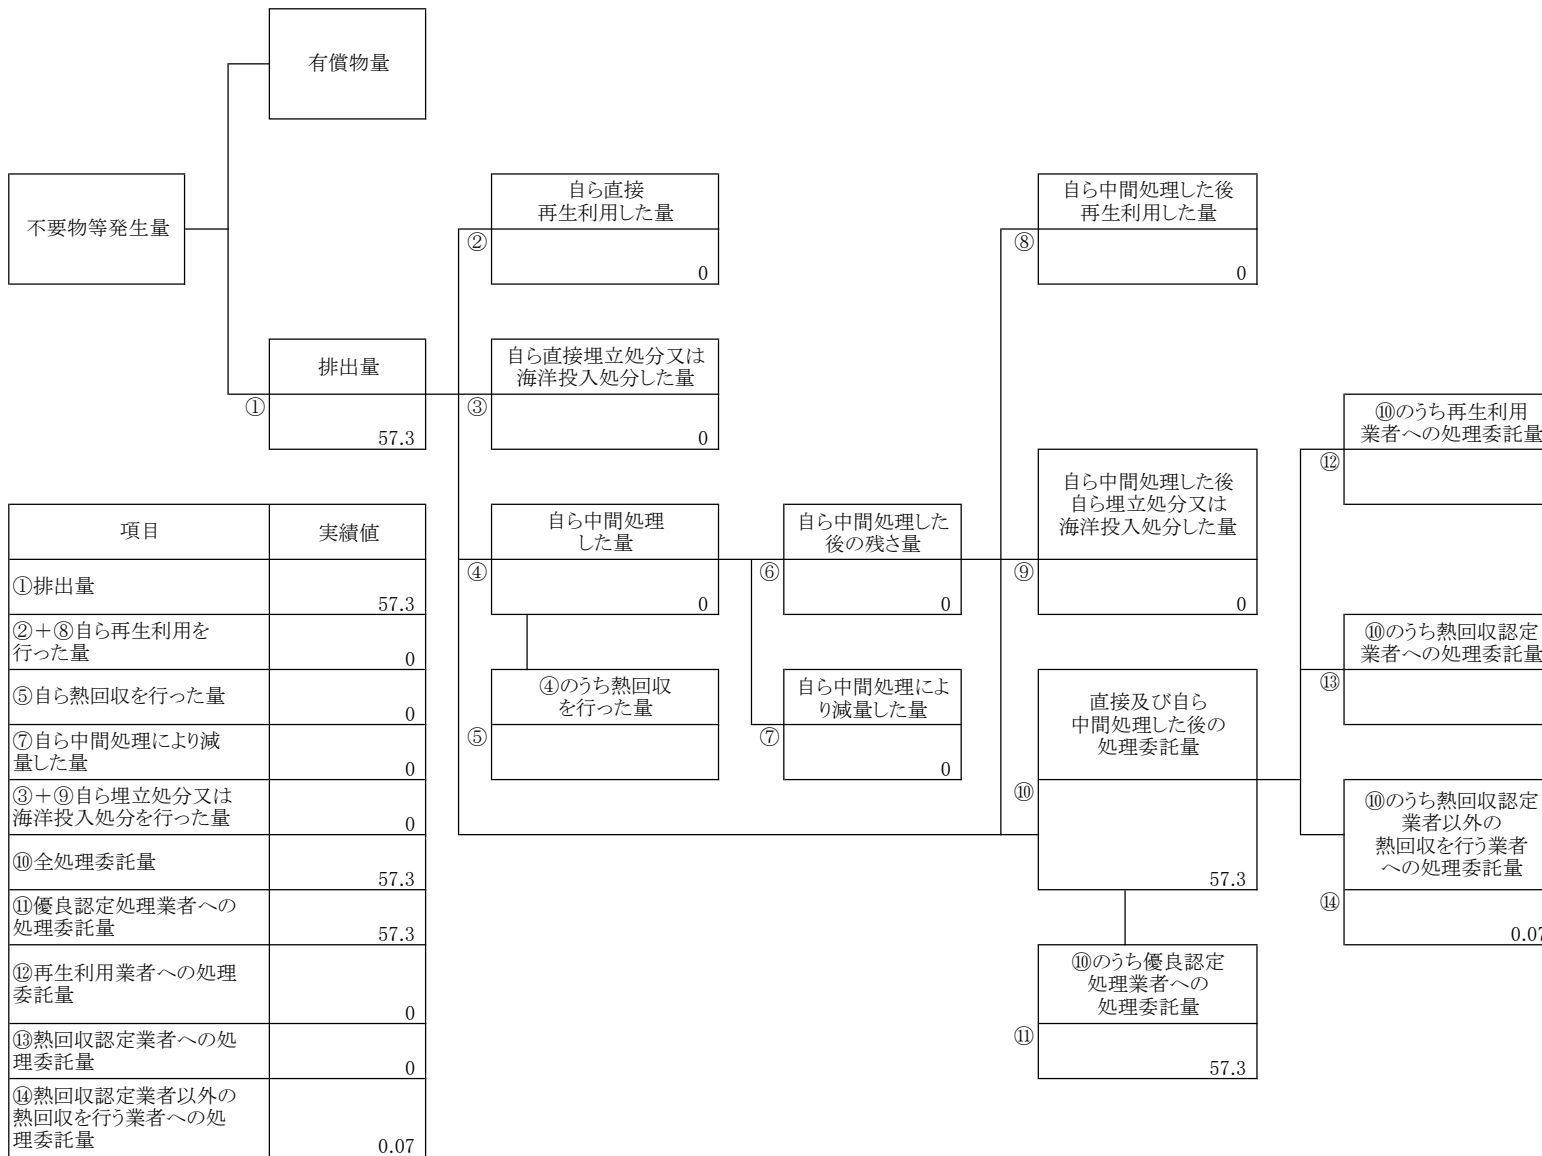 有償物量
不要物等発生量
自ら直接
再生利用した量
②
0
自ら中間処理した後
再生利用した量
⑧
0
排出量
①
57.3
自ら直接埋立処分又は
海洋投入処分した量
③
0
⑩のうち再生利用
業者への処理委託量
⑫
自ら中間処理
した量
④
0
自ら中間処理した
後の残さ量
⑥
0
自ら中間処理した後
自ら埋立処分又は
海洋投入処分した量
⑨
0
④のうち熱回収
を行った量
⑤
自ら中間処理によ
り減量した量
⑦
0
直接及び自ら
中間処理した後の
処理委託量
⑩
57.3
⑩のうち熱回収認定
業者への処理委託量
⑬
⑩のうち熱回収認定
業者以外の
熱回収を行う業者
への処理委託量
⑭
0.07
⑩のうち優良認定
処理業者への
処理委託量
⑪
57.3
項目
実績値
①排出量
57.3
②＋⑧自ら再生利用を
行った量
0
⑤自ら熱回収を行った量
0
⑦自ら中間処理により減
量した量
0
③＋⑨自ら埋立処分又は
海洋投入処分を行った量
0
⑩全処理委託量
57.3
⑪優良認定処理業者への
処理委託量
57.3
⑫再生利用業者への処理
委託量
0
⑬熱回収認定業者への処
理委託量
0
⑭熱回収認定業者以外の
熱回収を行う業者への処
理委託量
0.07